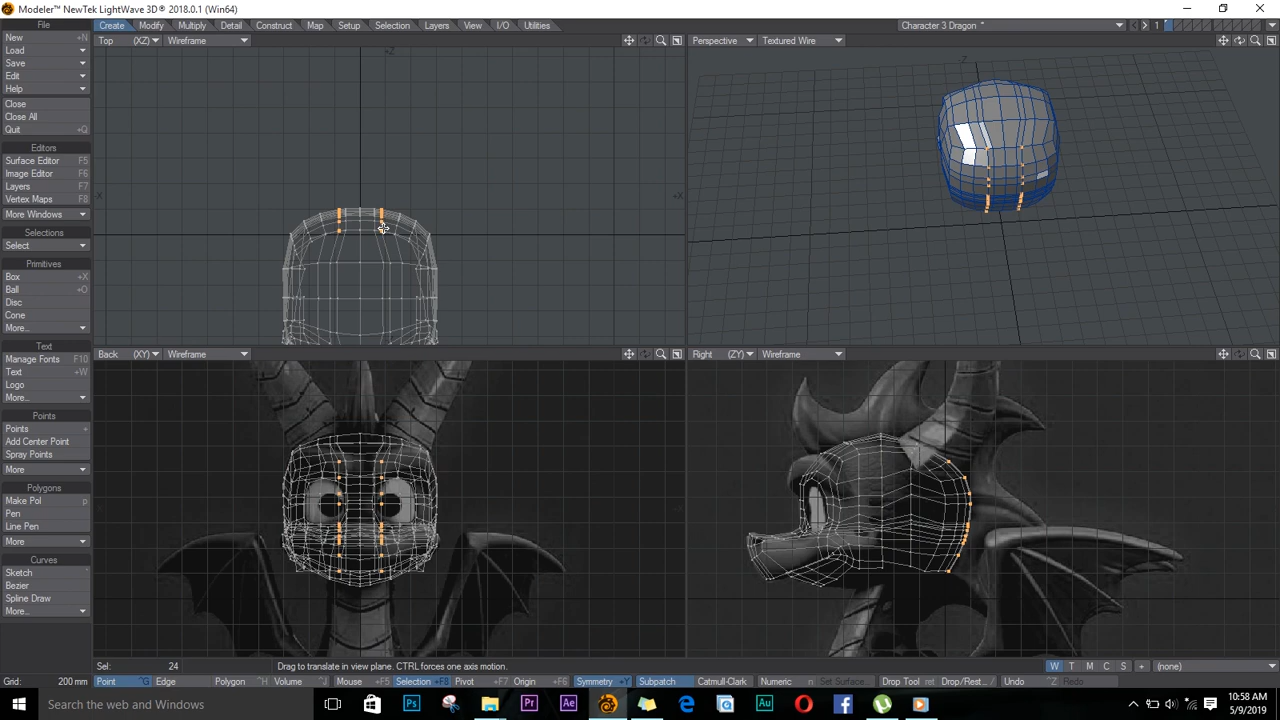 Modeler™ NewTek LightWave 3D® 2018.0.1 (Win64)
File
Create Modify Multiply Detail Construct Map Setup Selection Layers View I/O Utilities
Character 3 Dragon *
1
New +N
Load
Save
Edit
Help
Close
Close All
Quit ^Q
Editors
Surface Editor F5
Image Editor F6
Layers F7
Vertex Maps F8
More Windows
Selections
Select
Primitives
Box +X
Ball +O
Disc
Cone
More...
Text
Manage Fonts F10
Text +W
Logo
More...
Points
Points +
Add Center Point
Spray Points
More
Polygons
Make Pol p
Pen
Line Pen
More
Curves
Sketch
Bezier
Spline Draw
More...
Top (XZ) Wireframe
+Z
X
+X
Perspective Textured Wire
-Z
Back (XY) Wireframe
Right (ZY) Wireframe
Sel: 24 Drag to translate in view plane. CTRL forces one axis motion.
W T M C S + (none)
Grid: 200 mm Point ^G Edge Polygon ^H Volume ^J Mouse +F5 Selection +F8 Pivot +F7 Origin +F6 Symmetry +Y Subpatch Catmull-Clark Numeric Set Surface... Drop Tool ret Drop/Rest... / Undo ^Z Redo
Search Windows
10:58 AM
5/9/2019